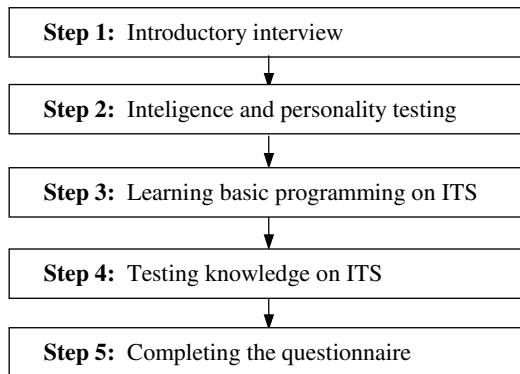 Step 1: Introductory interview
Step 2: Inteligence and personality testing
Step 3: Learning basic programming on ITS
Step 4: Testing knowledge on ITS
Step 5: Completing the questionnaire